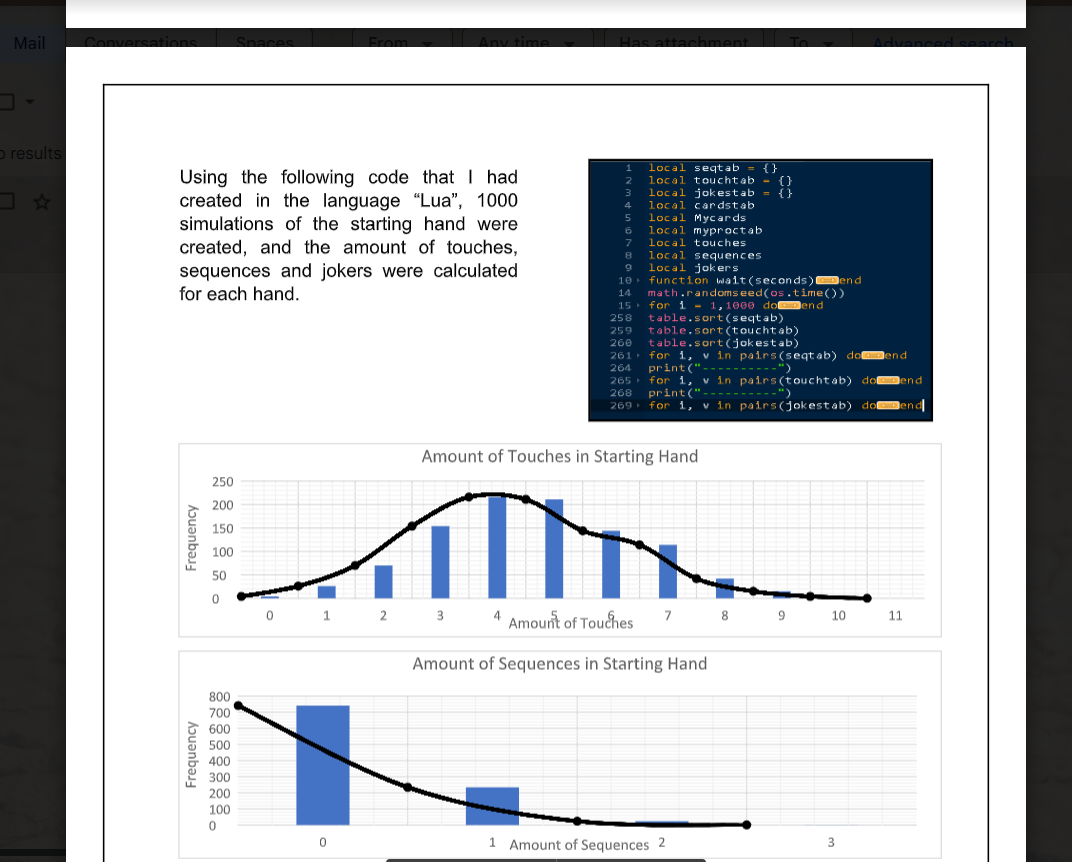 Mail
Conversations
Spaces
From
Any time
Has attachment
To
Advanced search
results
Using the following code that I had
created in the language “Lua”, 1000
simulations of the starting hand were
created, and the amount of touches,
sequences and jokers were calculated
for each hand.
1 local seqtab = {}
2 local touchtab = {}
3 local jokestab = {}
4 local cardstab
5 local Mycards
6 local myproctab
7 local touches
8 local sequences
9 local jokers
10 function wait(seconds) end
14 math.randomseed(os.time())
15 for i = 1,1000 do end
258 table.sort(seqtab)
259 table.sort(touchtab)
260 table.sort(jokestab)
261 for i, v in pairs(seqtab) do end
264 print("----------")
265 for i, v in pairs(touchtab) do end
268 print("----------")
269 for i, v in pairs(jokestab) do end
Amount of Touches in Starting Hand
Frequency
250
200
150
100
50
0
0 1 2 3 4 5 6 7 8 9 10 11
Amount of Touches
Amount of Sequences in Starting Hand
Frequency
800
700
600
500
400
300
200
100
0
0 1 2 3
Amount of Sequences